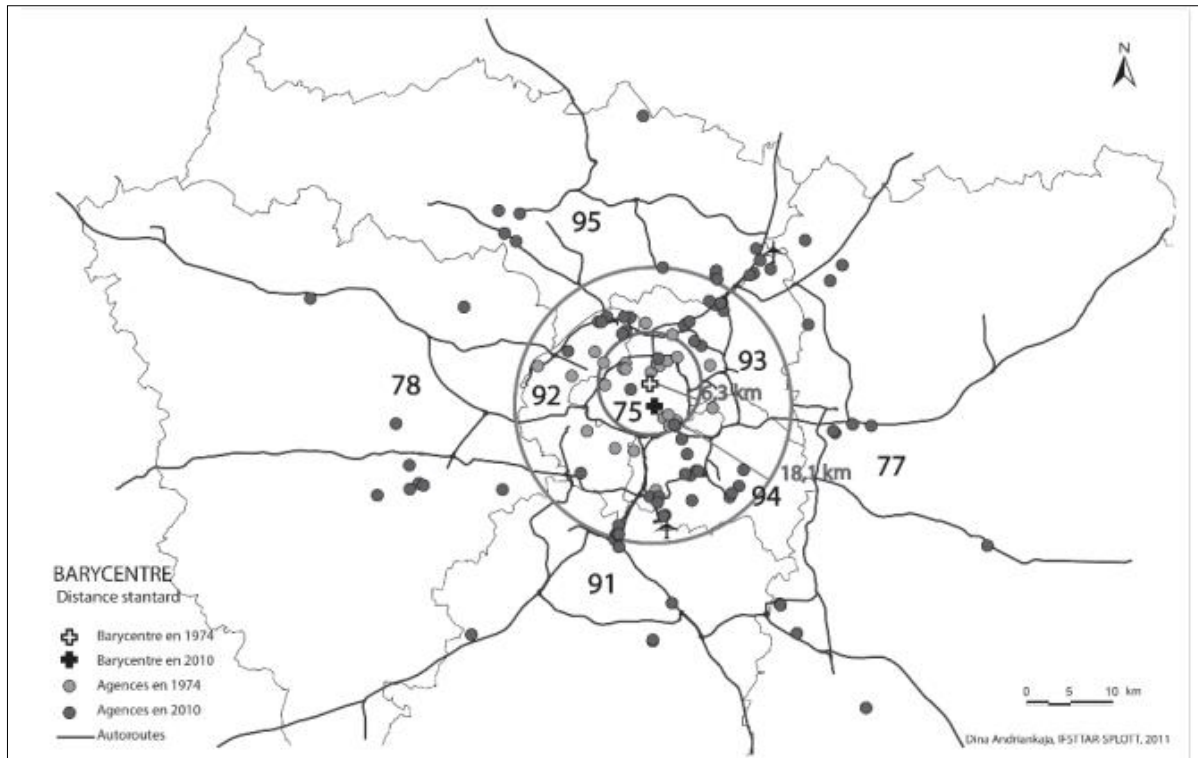 N
95
93
78
92
6,3 km
75
77
18,1 km
94
91
BARYCENTRE
Distance stantard
Barycentre en 1974
Barycentre en 2010
Agences en 1974
Agences en 2010
Autoroutes
0 5 10 km
Dina Andriankaja, IFSTTAR-SPLOTT, 2011